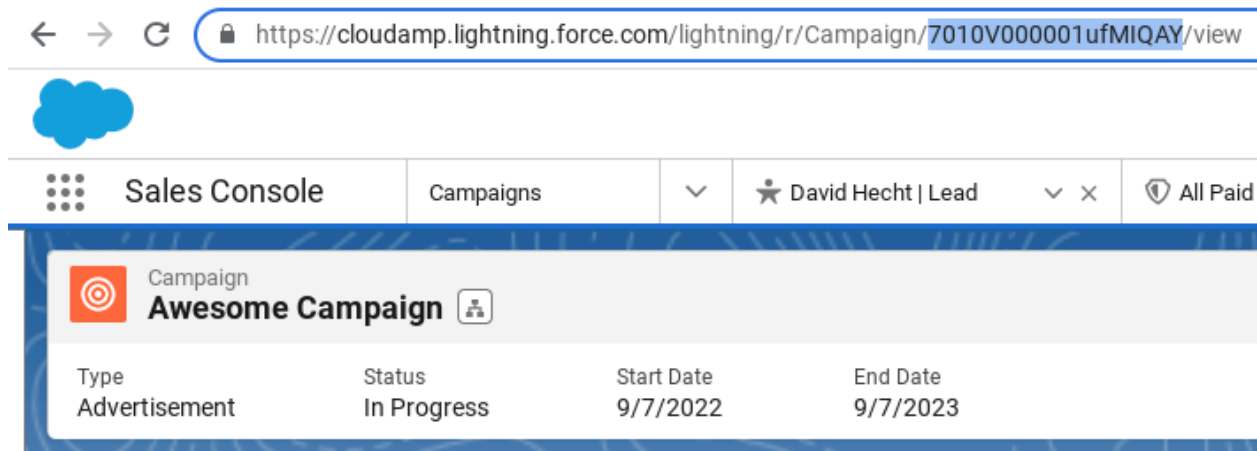 https://cloudamp.lightning.force.com/lightning/r/Campaign/7010V000001ufMIQAY/view
Sales Console Campaigns David Hecht | Lead All Paid
Campaign
Awesome Campaign
Type Status Start Date End Date
Advertisement In Progress 9/7/2022 9/7/2023